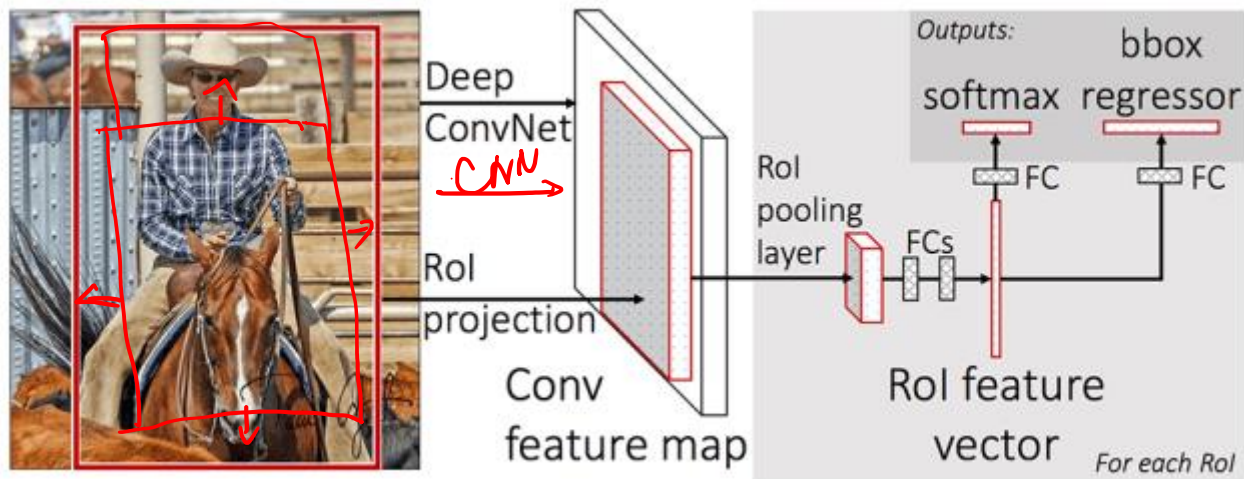 Deep
ConvNet
CNN
RoI
projection
Conv
feature map
RoI
pooling
layer
FCs
Outputs:
softmax
bbox
regressor
FC
FC
RoI feature
vector
For each RoI